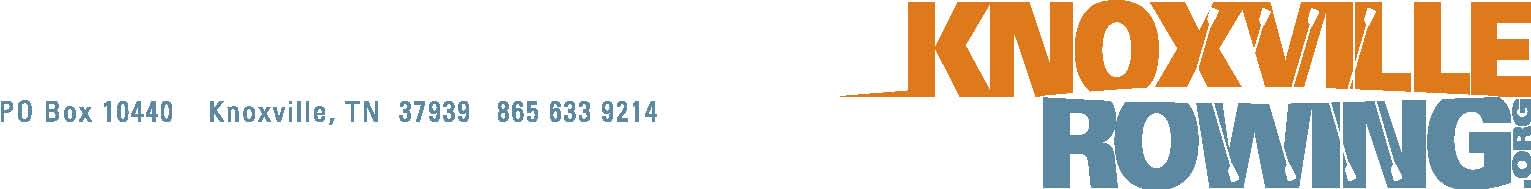 KNOXVILLE
ROWING.ORG
PO Box 10440 Knoxville, TN 37939 865 633 9214